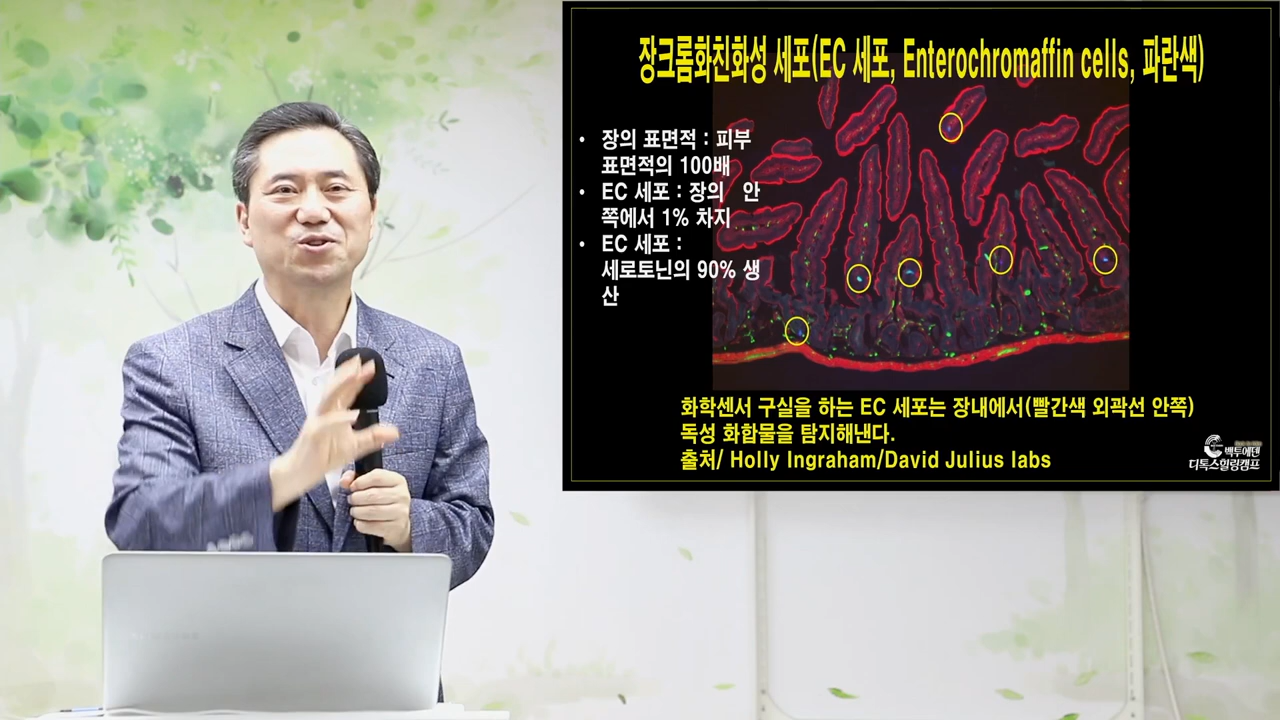 장크롬화친화성 세포(EC 세포, Enterochromaffin cells, 파란색)
• 장의 표면적 : 피부
표면적의 100배
• EC 세포 : 장의 안
쪽에서 1% 차지
• EC 세포 :
세로토닌의 90% 생
산
화학센서 구실을 하는 EC 세포는 장내에서(빨간색 외곽선 안쪽)
독성 화합물을 탐지해낸다.
출처/ Holly Ingraham/David Julius labs
백투에덴
디톡스힐링캠프